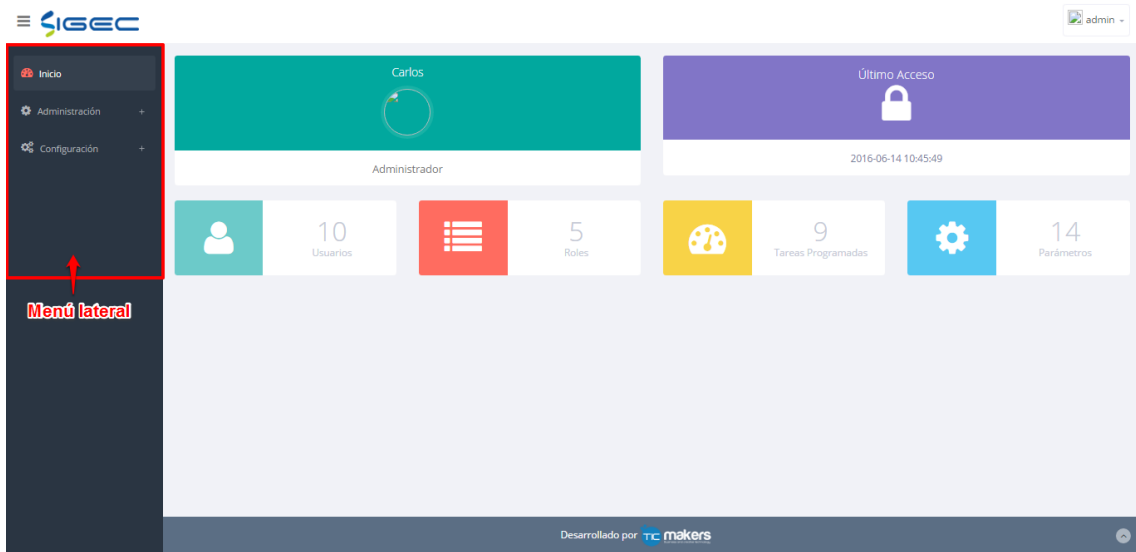 SIGEC
admin
Inicio
Administración +
Configuración +
Menú lateral
Carlos
Administrador
Último Acceso
2016-06-14 10:45:49
10
Usuarios
5
Roles
9
Tareas Programadas
14
Parámetros
Desarrollado por TIC makers